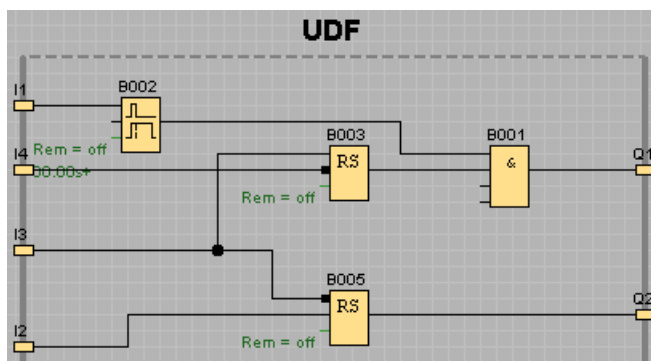 UDF
I1
B002
Rem = off
00.00s+
I4
B003
RS
Rem = off
B001
&
Q1
I3
B005
RS
Rem = off
Q2
I2